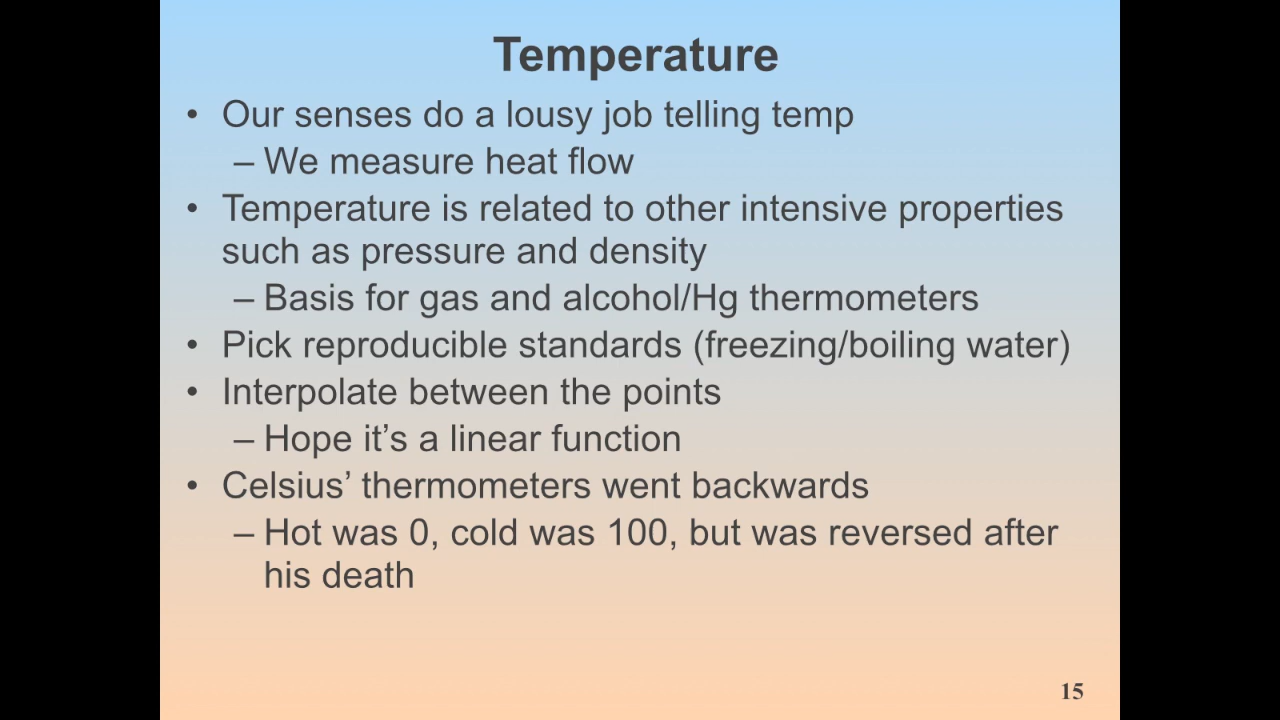 Temperature
• Our senses do a lousy job telling temp
– We measure heat flow
• Temperature is related to other intensive properties
such as pressure and density
– Basis for gas and alcohol/Hg thermometers
• Pick reproducible standards (freezing/boiling water)
• Interpolate between the points
– Hope it’s a linear function
• Celsius’ thermometers went backwards
– Hot was 0, cold was 100, but was reversed after
his death
15